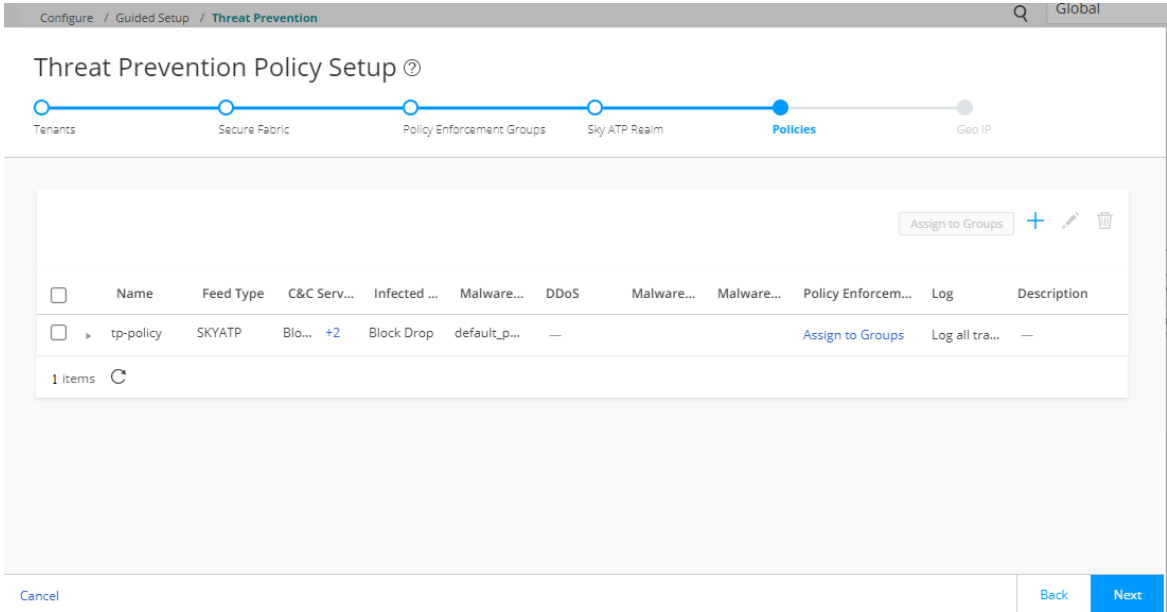 Configure / Guided Setup / Threat Prevention Global
Threat Prevention Policy Setup ?
Tenants Secure Fabric Policy Enforcement Groups Sky ATP Realm Policies Geo IP
Assign to Groups
Name Feed Type C&C Serv... Infected ... Malware... DDoS Malware... Malware... Policy Enforcem... Log Description
tp-policy SKYATP Blo... +2 Block Drop default_p... — Assign to Groups Log all tra... —
1 items
Cancel Back Next